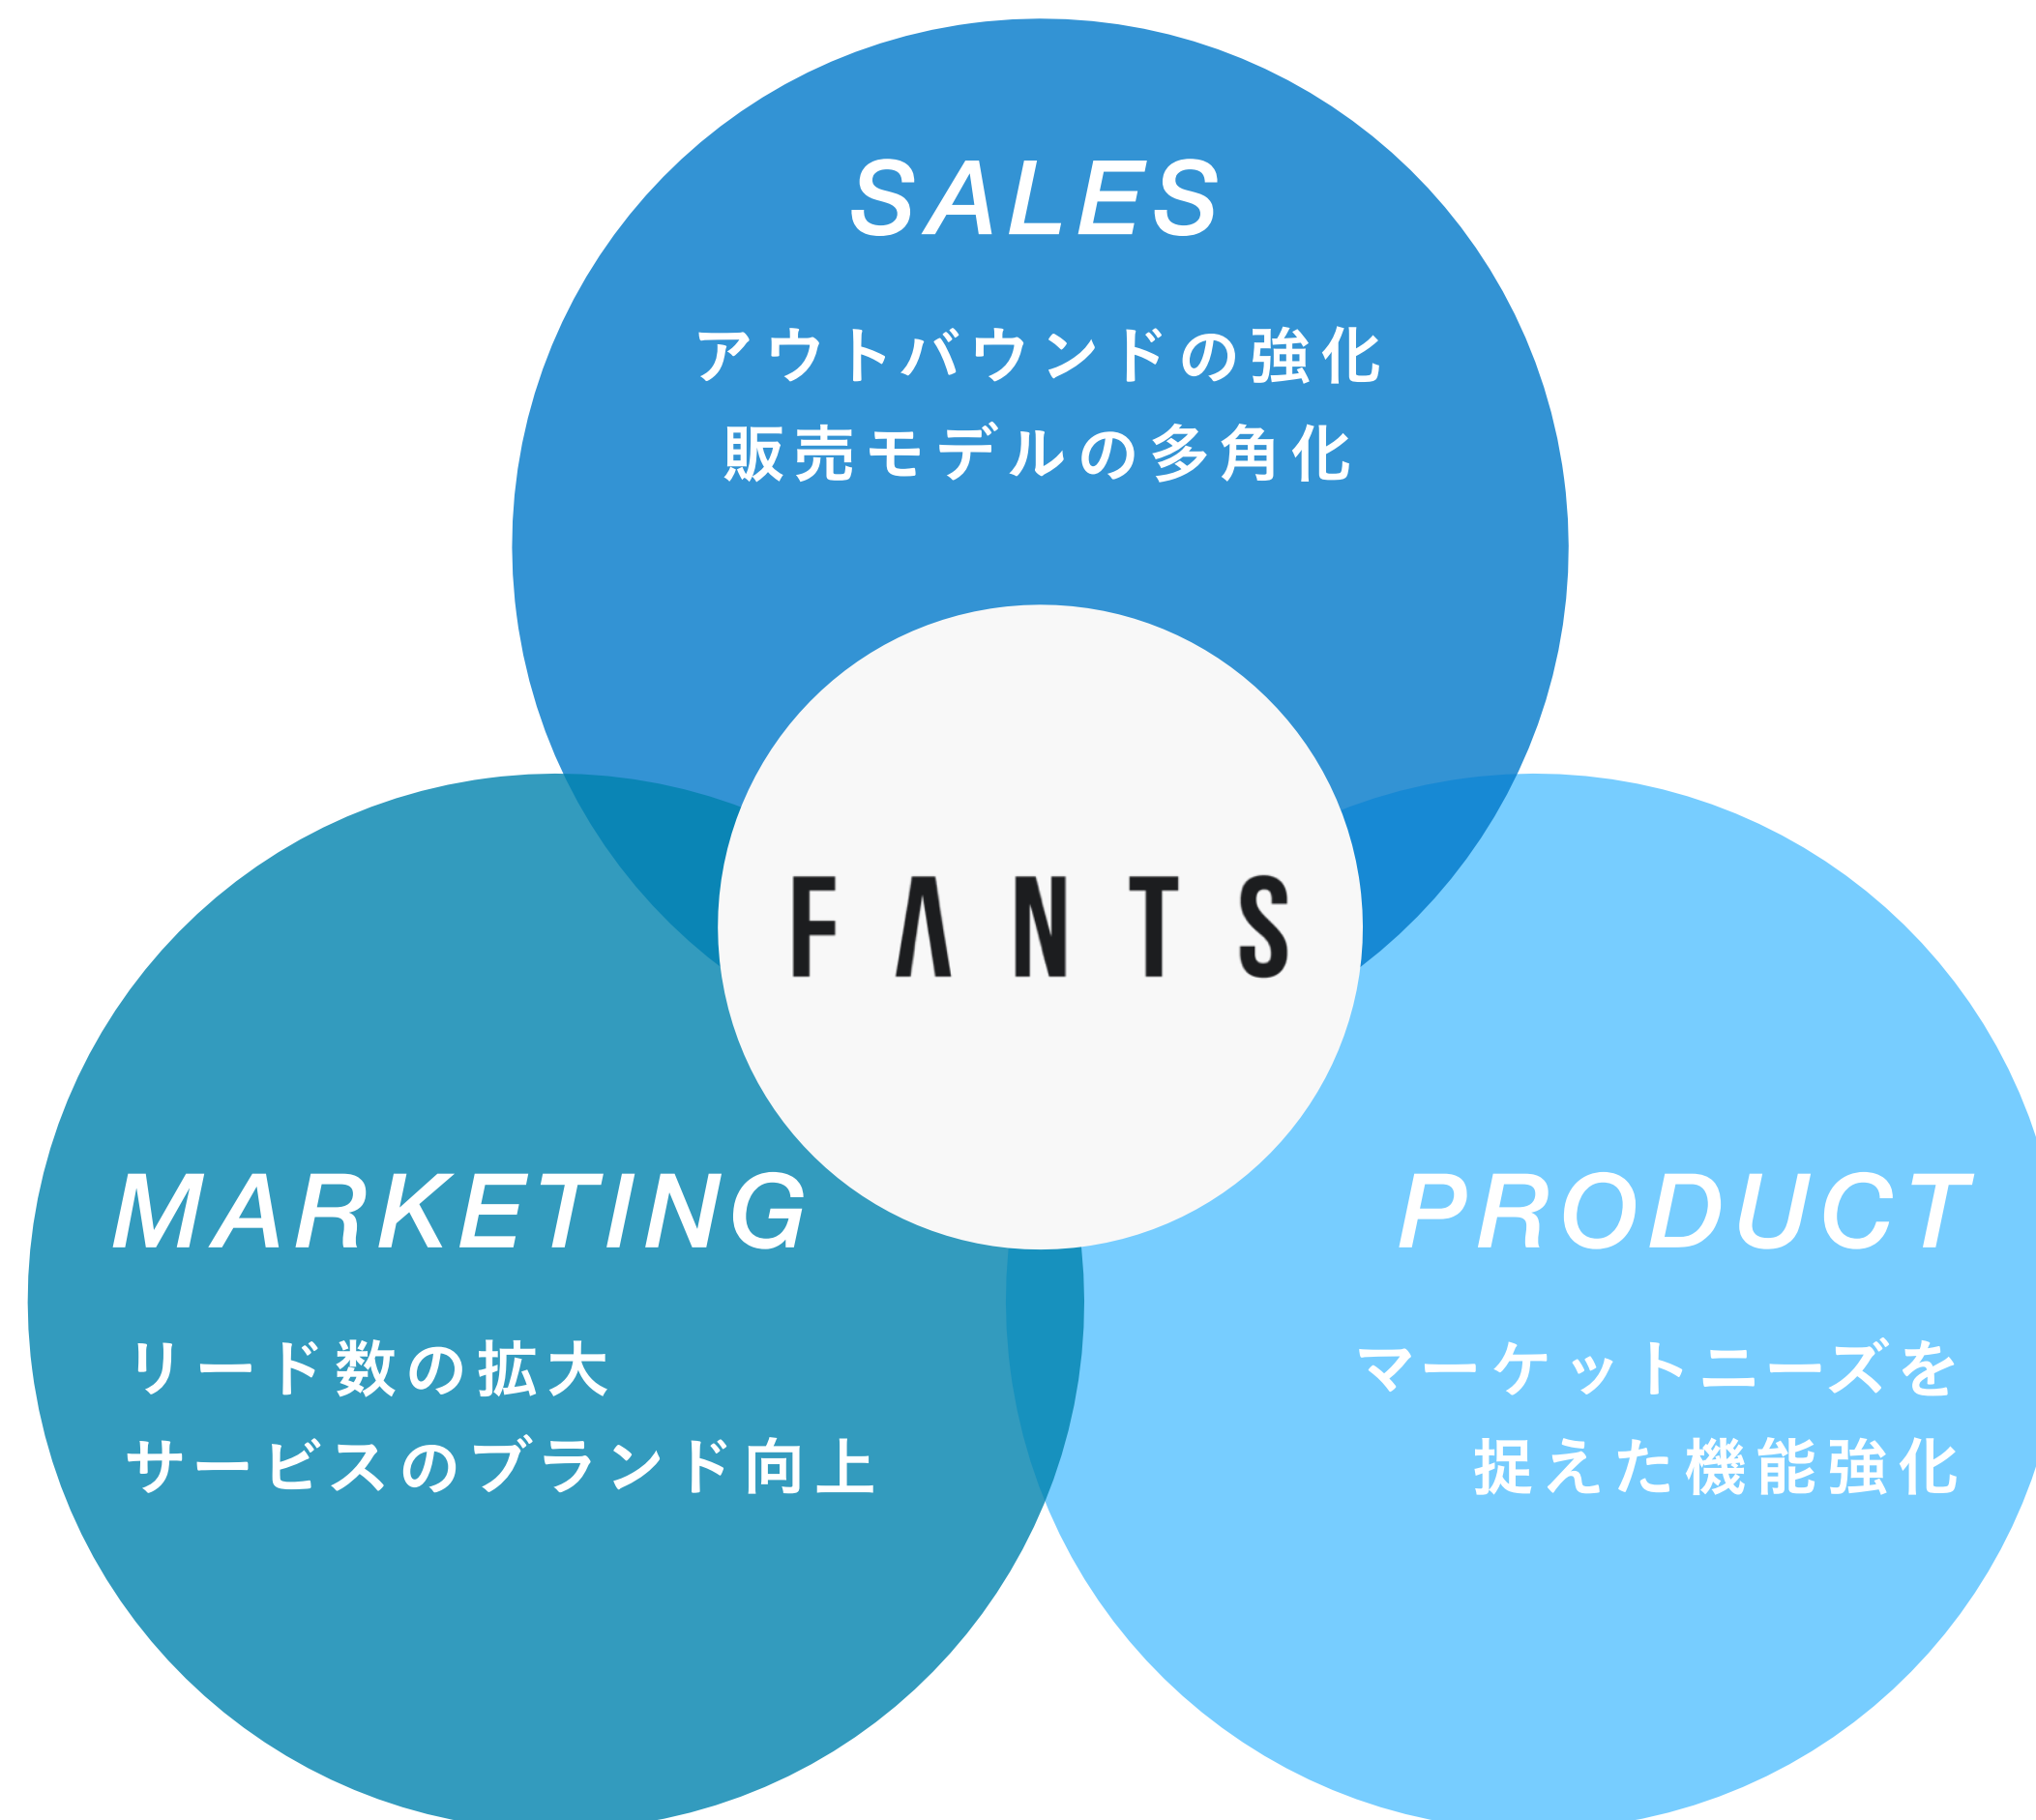 SALES
アウトバウンドの強化
販売モデルの多角化
FANTS
MARKETING
リード数の拡大
サービスのブランド向上
PRODUCT
マーケットニーズを
捉えた機能強化